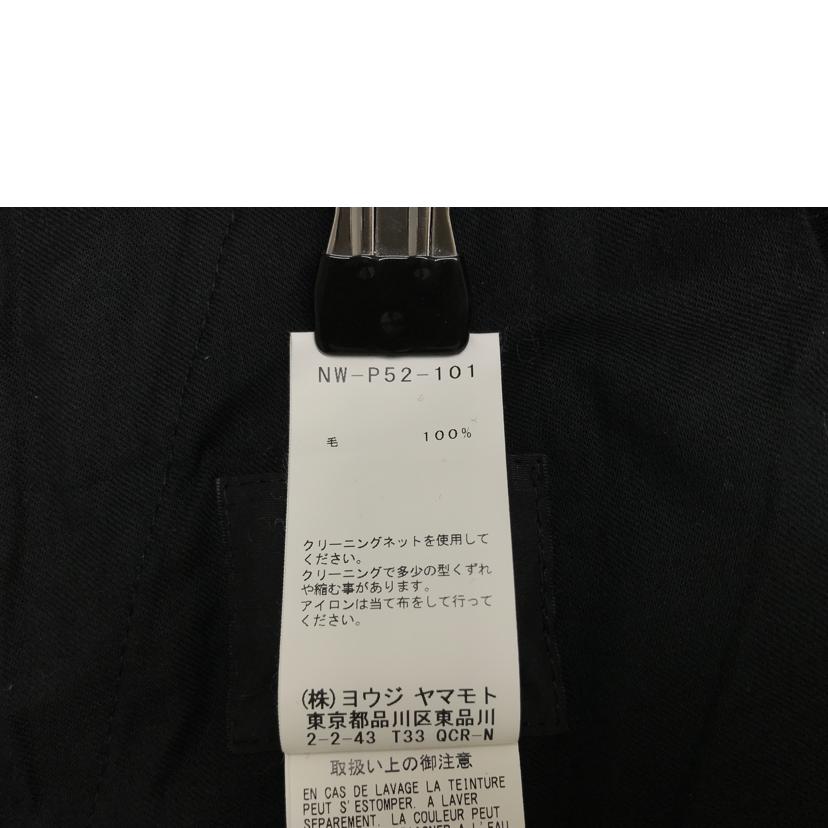 NW-P52-101
毛 100%
クリーニングネットを使用して
ください。
クリーニングで多少の型くずれ
や縮む事があります。
アイロンは当て布をして行って
ください。
(株)ヨウジ ヤマモト
東京都品川区東品川
2-2-43 T33 QCR-N
取扱い上の御注意
EN CAS DE LAVAGE LA TEINTURE
PEUT S'ESTOMPER. A LAVER
SEPAREMENT. LA COULEUR PEUT